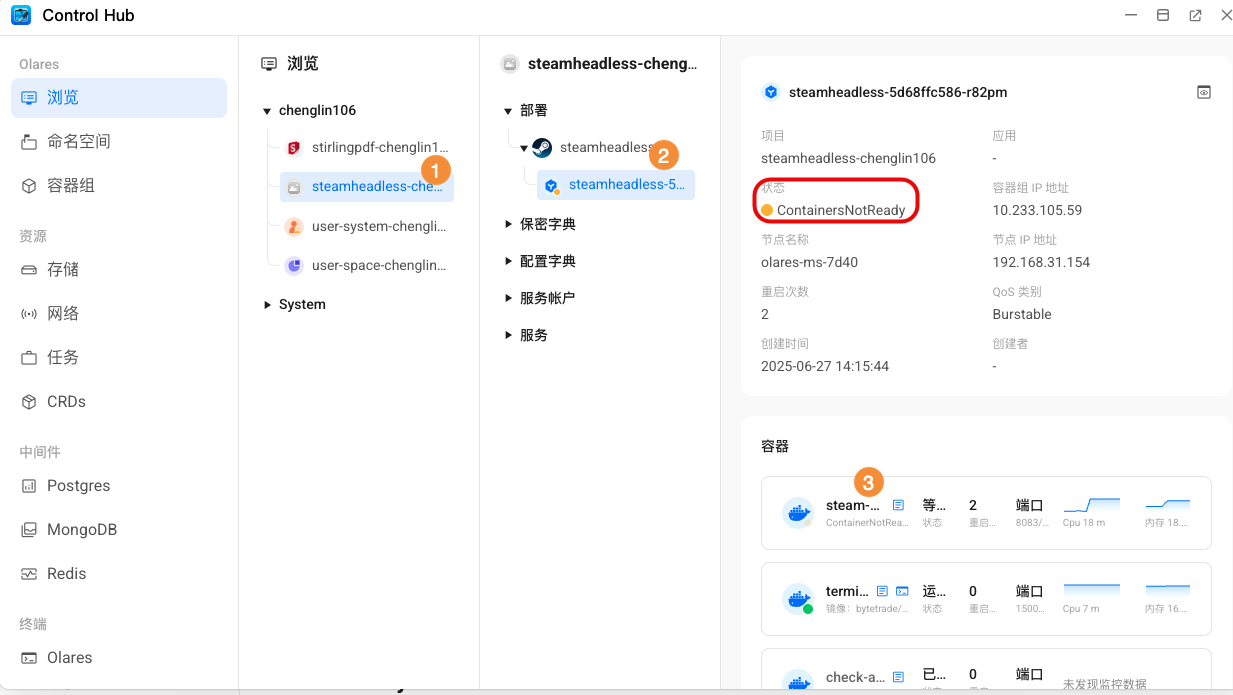 Control Hub
Olares
浏览
命名空间
容器组
资源
存储
网络
任务
CRDs
中间件
Postgres
MongoDB
Redis
终端
Olares
浏览
chenglin106
stirlingpdf-chenglin1...
1
steamheadless-che...
user-system-chengli...
user-space-chenglin...
System
steamheadless-cheng...
部署
steamheadless
2
steamheadless-5...
保密字典
配置字典
服务帐户
服务
steamheadless-5d68ffc586-r82pm
项目
应用
steamheadless-chenglin106
-
状态
容器组 IP 地址
ContainersNotReady
10.233.105.59
节点名称
节点 IP 地址
olares-ms-7d40
192.168.31.154
重启次数
QoS 类别
2
Burstable
创建时间
创建者
2025-06-27 14:15:44
-
容器
3
steam-... 等... 2 端口
ContainerNotRea... 状态 重启... 8083/... Cpu 18 m 内存 18....
termi... 运... 0 端口
镜像: bytetrade/... 状态 重启... 1500... Cpu 7 m 内存 16....
check-a... 已... 0 端口
未发现监控数据